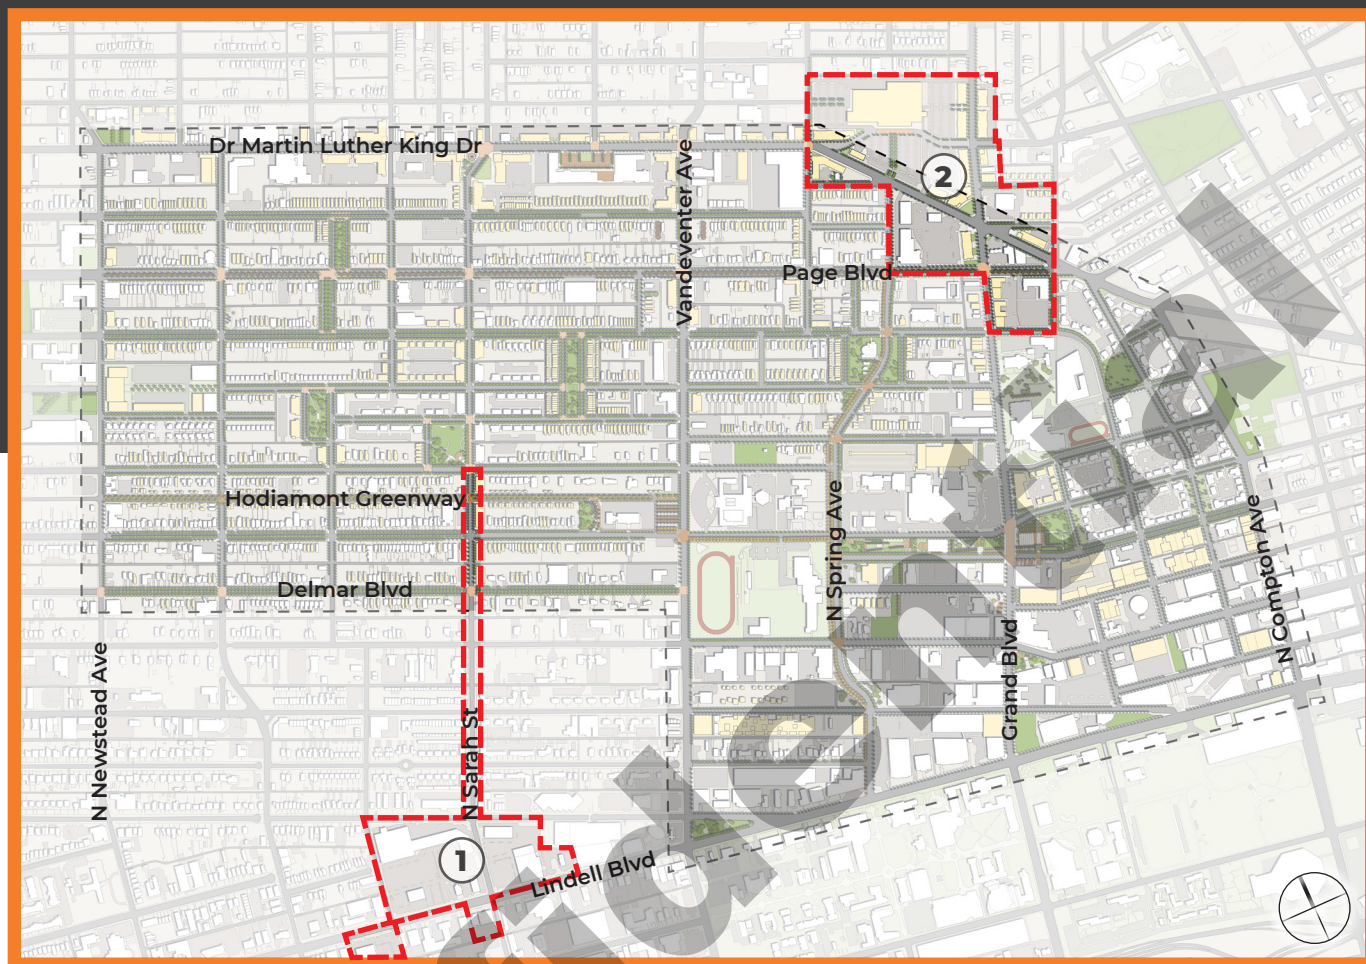 Dr Martin Luther King Dr
2
Vandeventer Ave
Page Blvd
Hodiamont Greenway
N Spring Ave
N Compton Ave
Delmar Blvd
N Newstead Ave
N Sarah St
Grand Blvd
1
Lindell Blvd